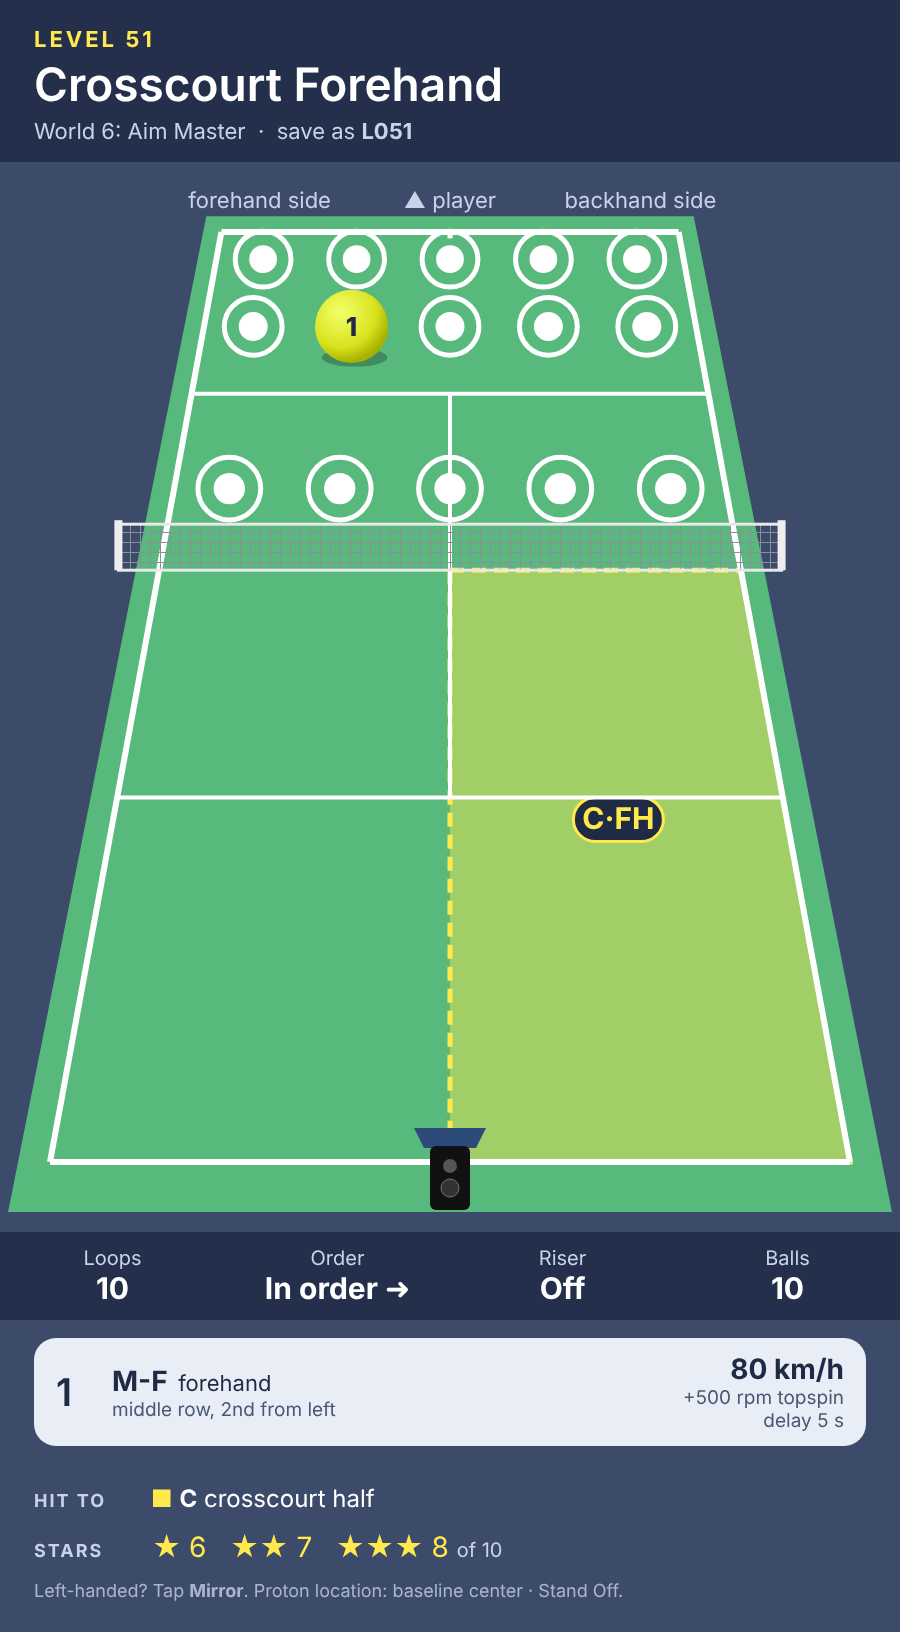 LEVEL 51
Crosscourt Forehand
World 6: Aim Master · save as L051
forehand side ▲ player backhand side
1
C·FH
Loops Order Riser Balls
10 In order ➜ Off 10
1 M-F forehand 80 km/h
middle row, 2nd from left +500 rpm topspin
delay 5 s
HIT TO ■ C crosscourt half
STARS ★ 6 ★★ 7 ★★★ 8 of 10
Left-handed? Tap Mirror. Proton location: baseline center · Stand Off.